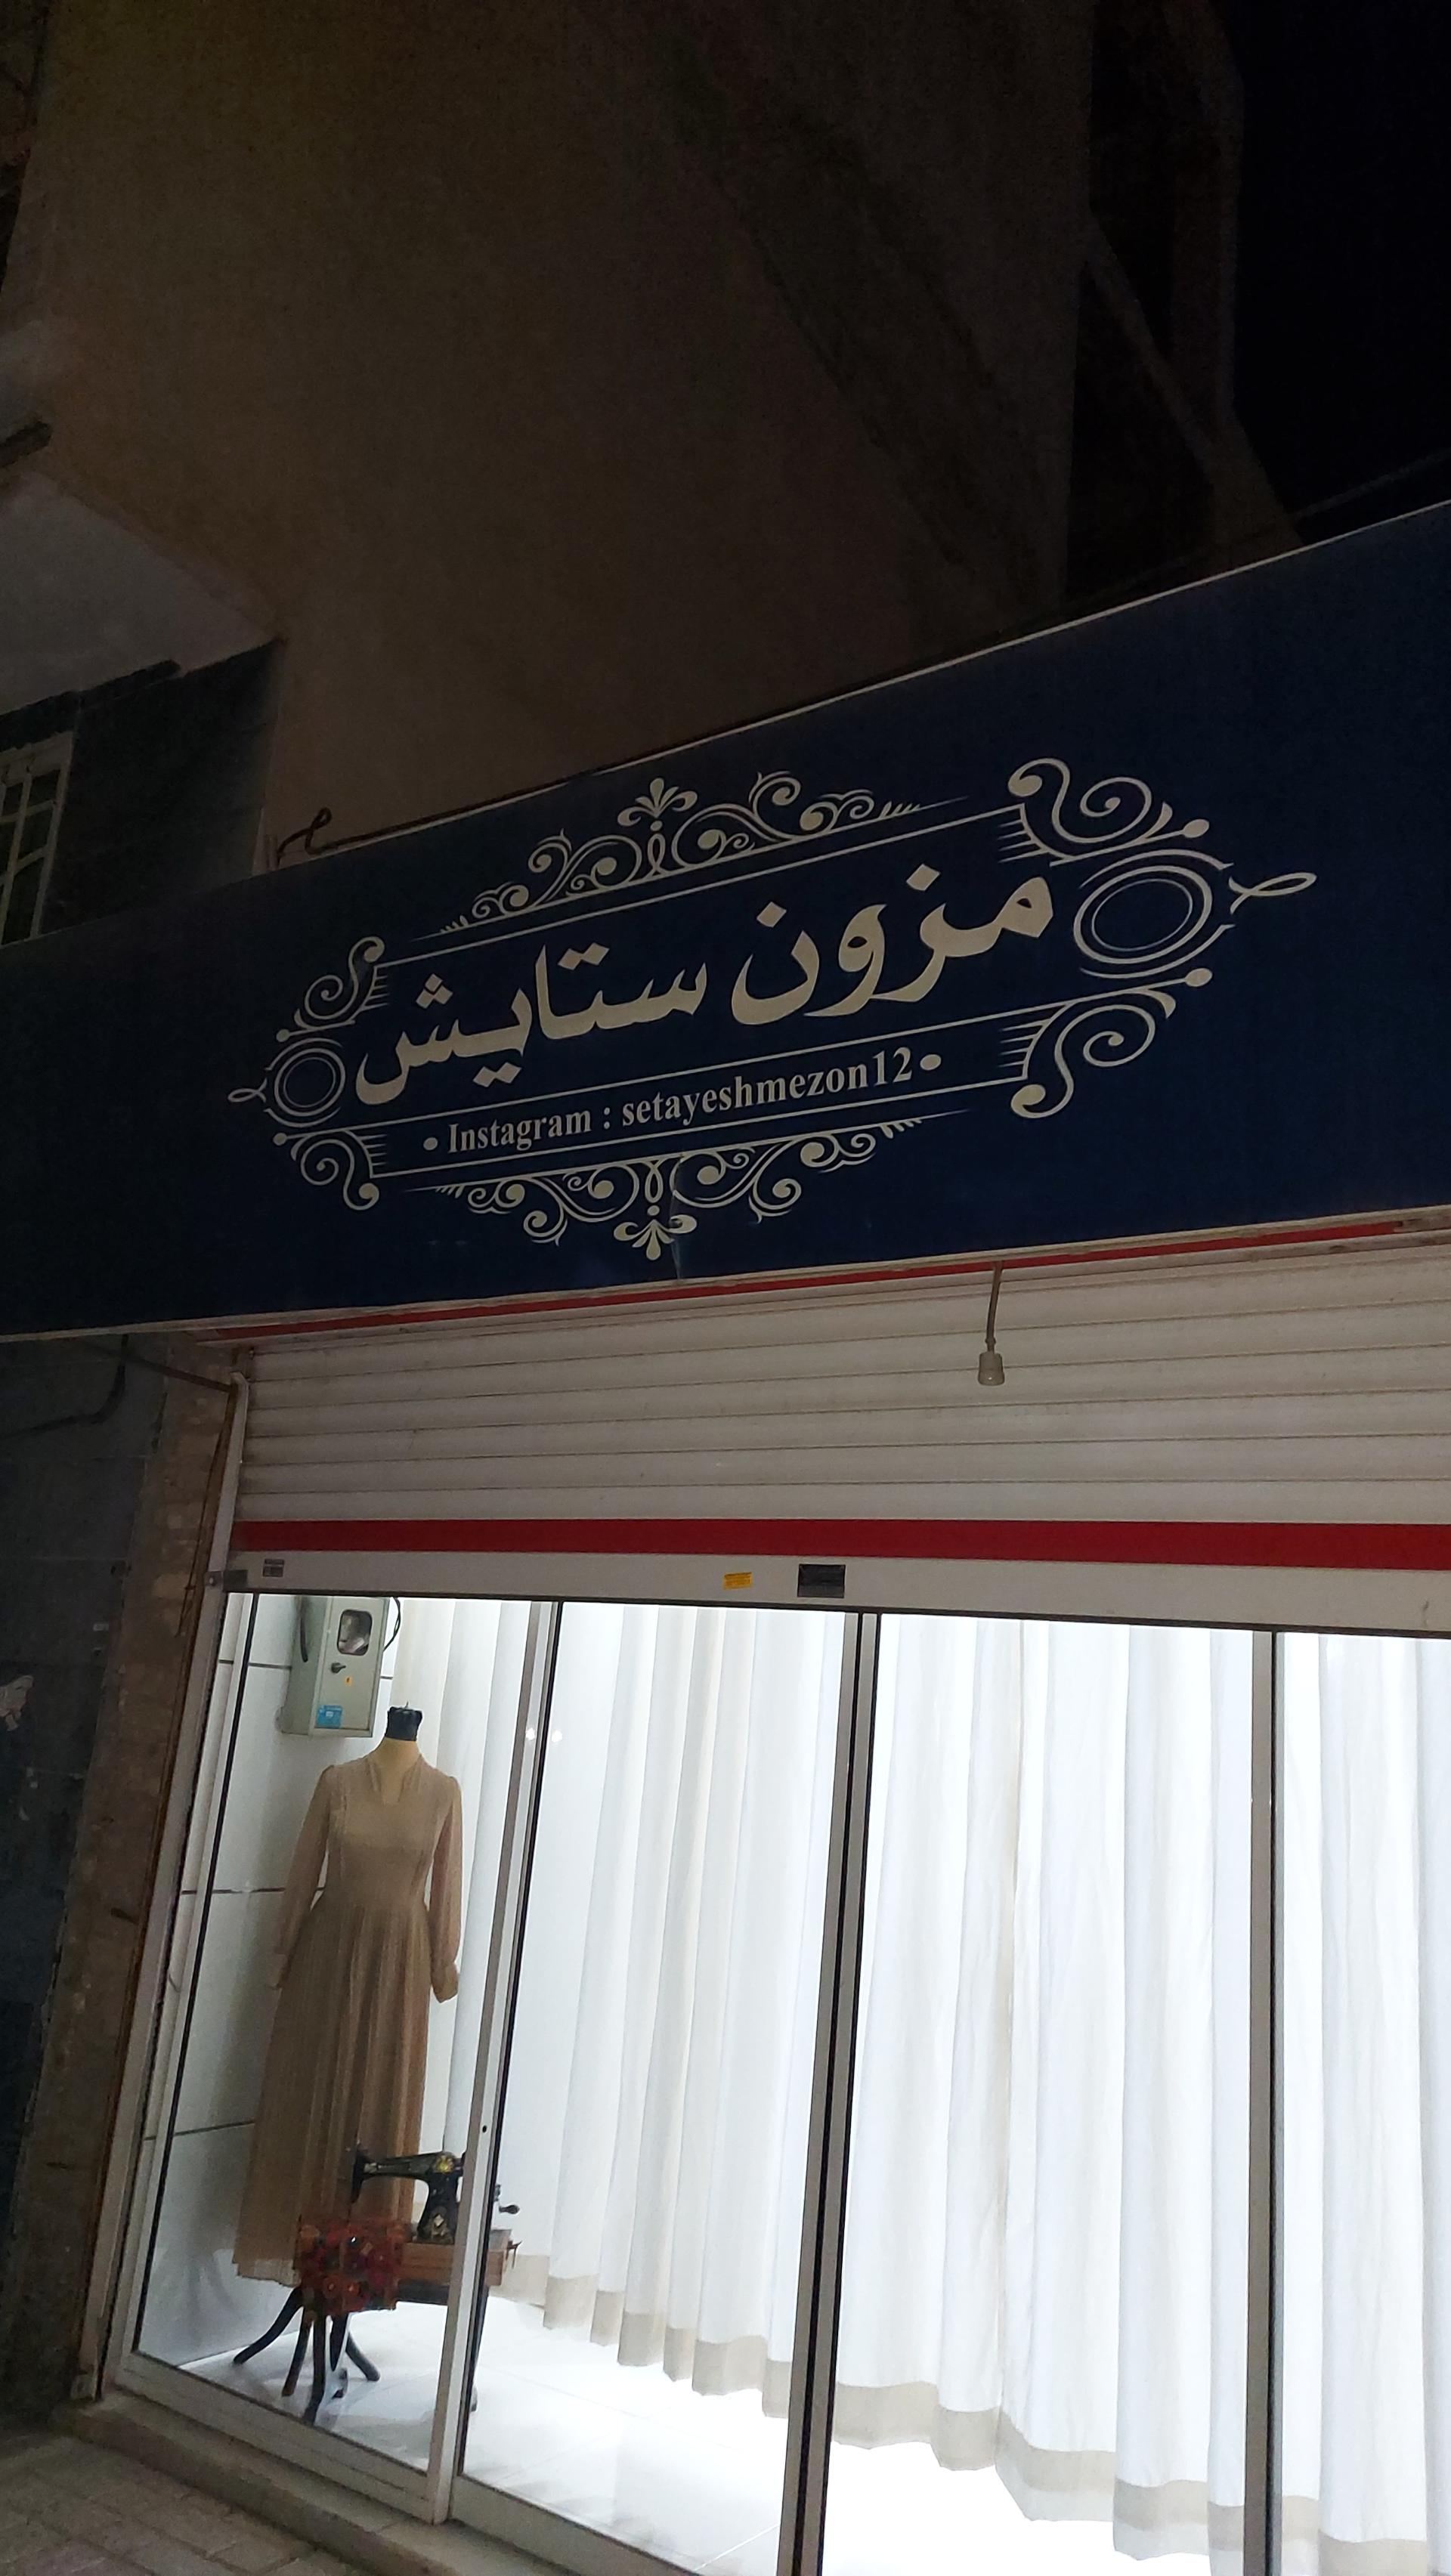 مزون ستایش
• Instagram : setayeshmezon12 •